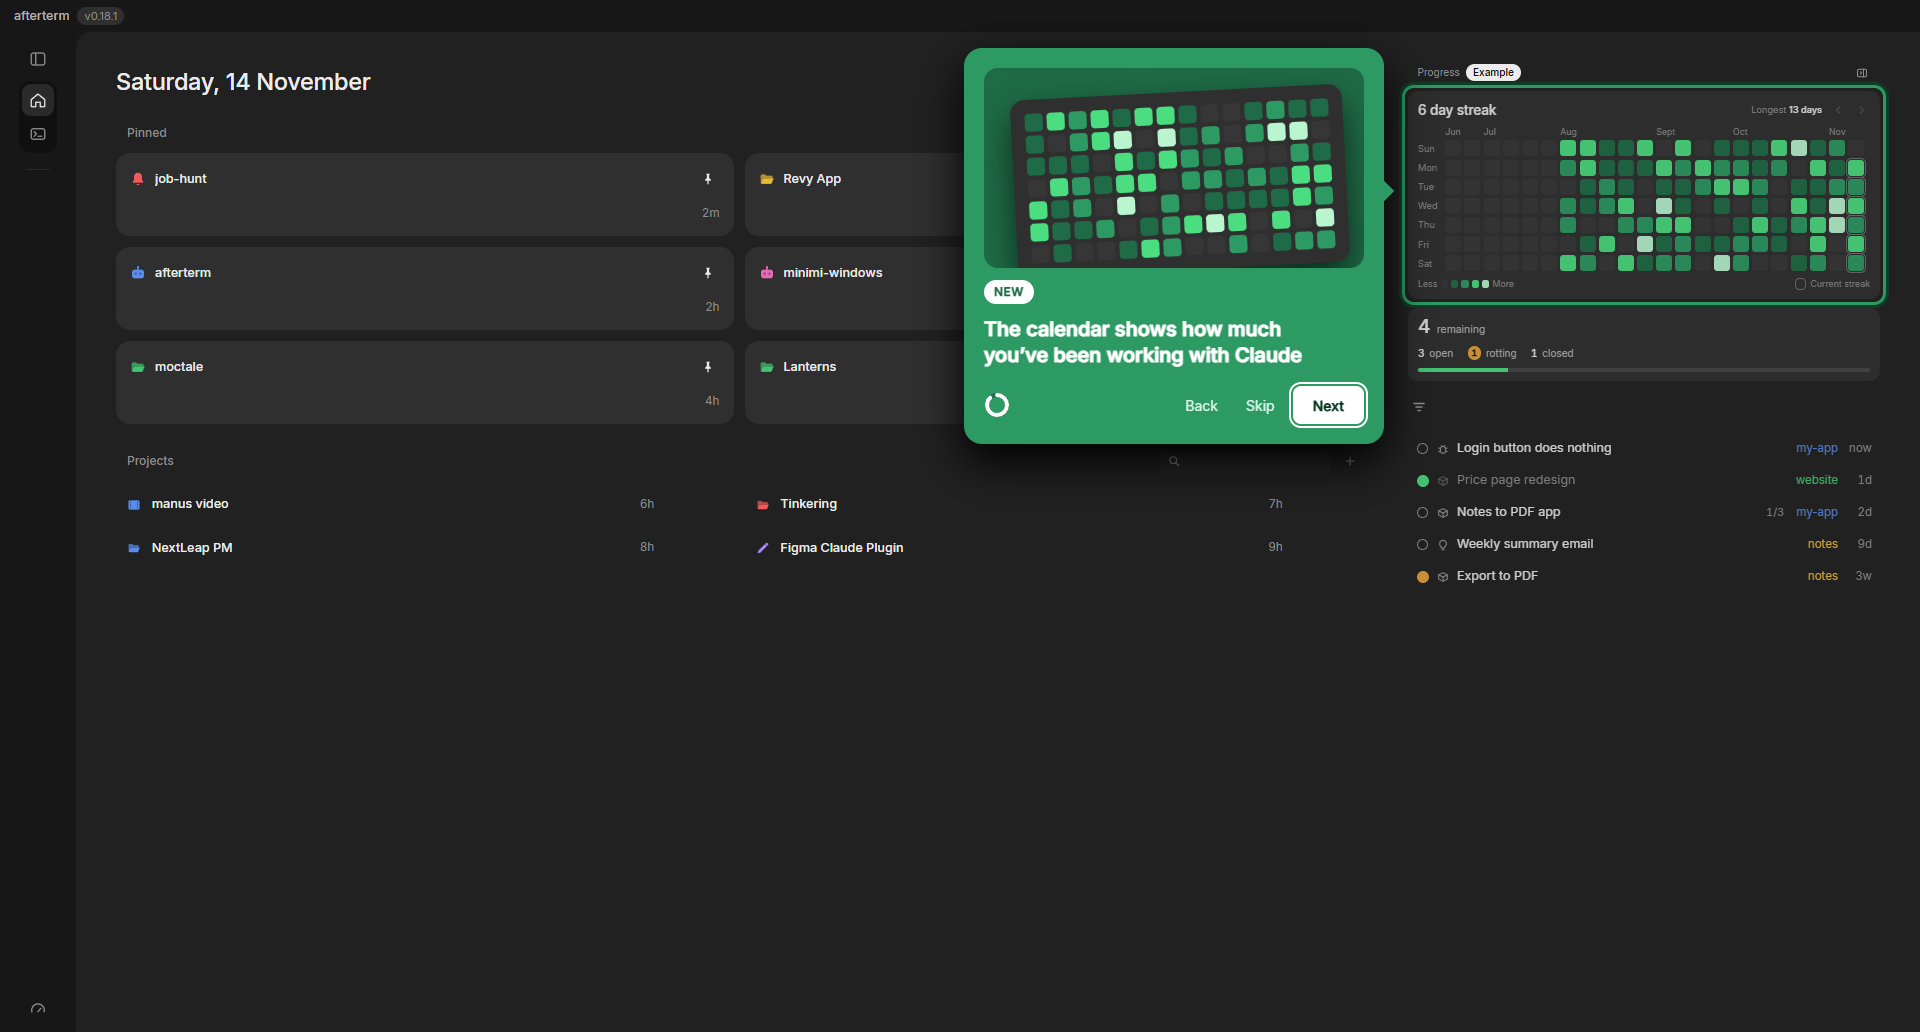 afterterm v0.18.1
Saturday, 14 November
Pinned
job-hunt
2m
Revy App
afterterm
2h
minimi-windows
moctale
4h
Lanterns
Projects
manus video 6h
Tinkering 7h
NextLeap PM 8h
Figma Claude Plugin 9h
NEW
The calendar shows how much
you've been working with Claude
Back Skip Next
Progress Example
6 day streak Longest 13 days
Jun Jul Aug Sept Oct Nov
Sun
Mon
Tue
Wed
Thu
Fri
Sat
Less More Current streak
4 remaining
3 open 1 rotting 1 closed
Login button does nothing my-app now
Price page redesign website 1d
Notes to PDF app 1/3 my-app 2d
Weekly summary email notes 9d
Export to PDF notes 3w